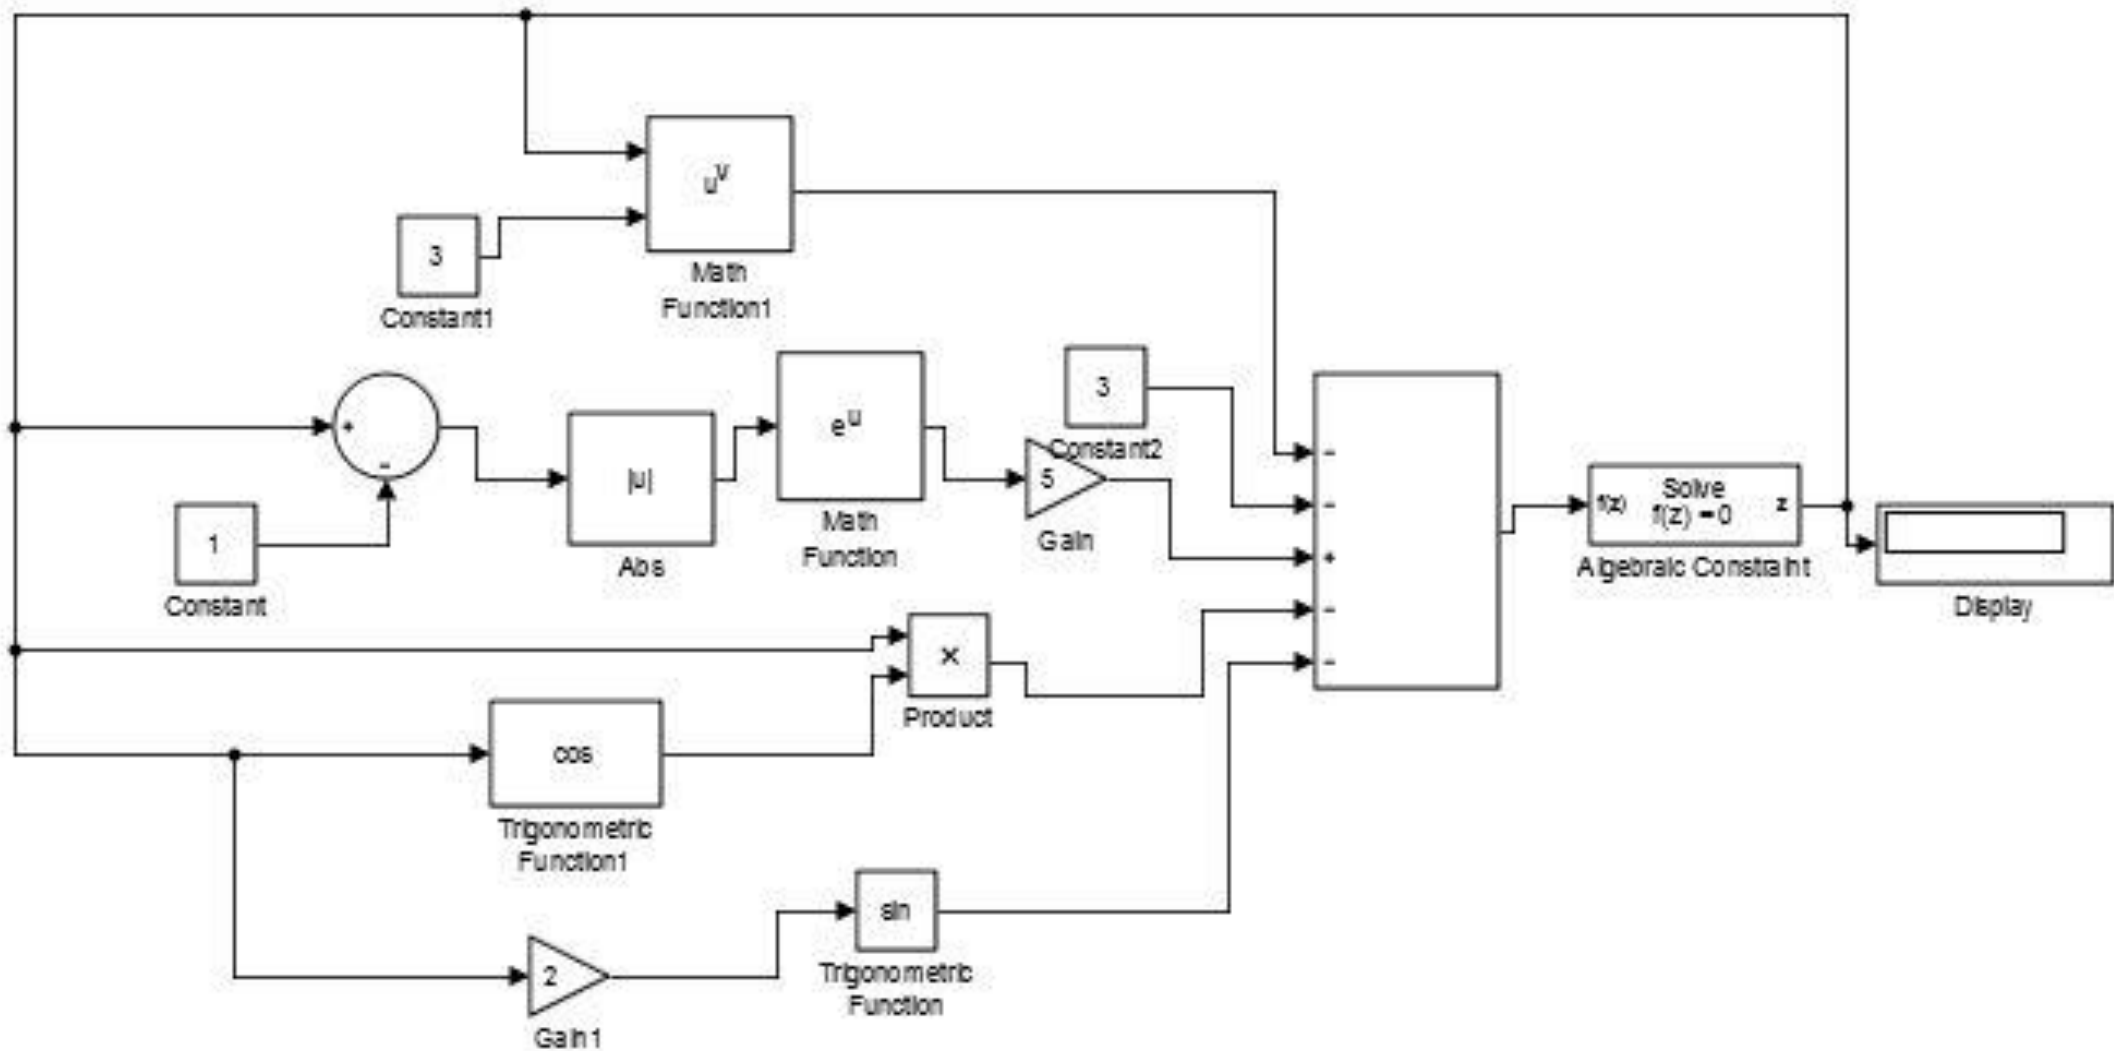 u^v
3
Math
Function1
Constant1
+
-
|u|
e^u
3
Constant2
5
Gain
1
Constant
Abs
Math
Function
-
-
+
-
-
f(z)
Solve
f(z) = 0
z
Algebraic Constraint
Display
×
Product
cos
Trigonometric
Function1
sin
Trigonometric
Function
2
Gain1